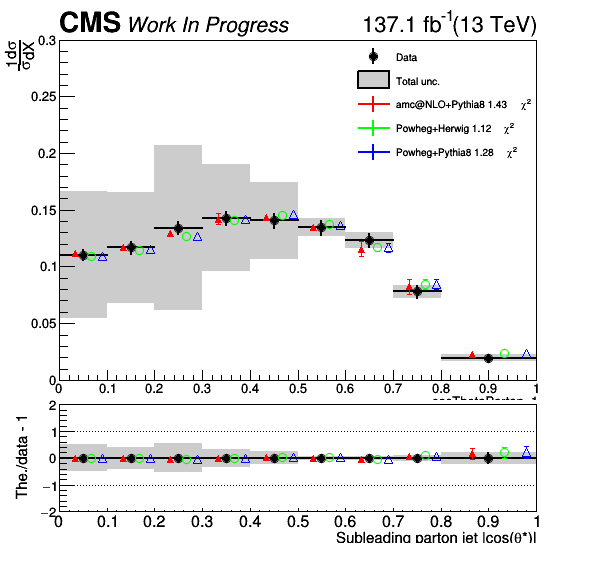 CMS Work In Progress 137.1 fb⁻¹(13 TeV)
1 dσ
σ dX
0.3
0.25
0.2
0.15
0.1
0.05
0
Data
Total unc.
amc@NLO+Pythia8 1.43 χ²
Powheg+Herwig 1.12 χ²
Powheg+Pythia8 1.28 χ²
0 0.1 0.2 0.3 0.4 0.5 0.6 0.7 0.8 0.9 1
The./data - 1
2
1
0
−1
−2
0 0.1 0.2 0.3 0.4 0.5 0.6 0.7 0.8 0.9 1
Subleading parton jet |cos(θ*)|